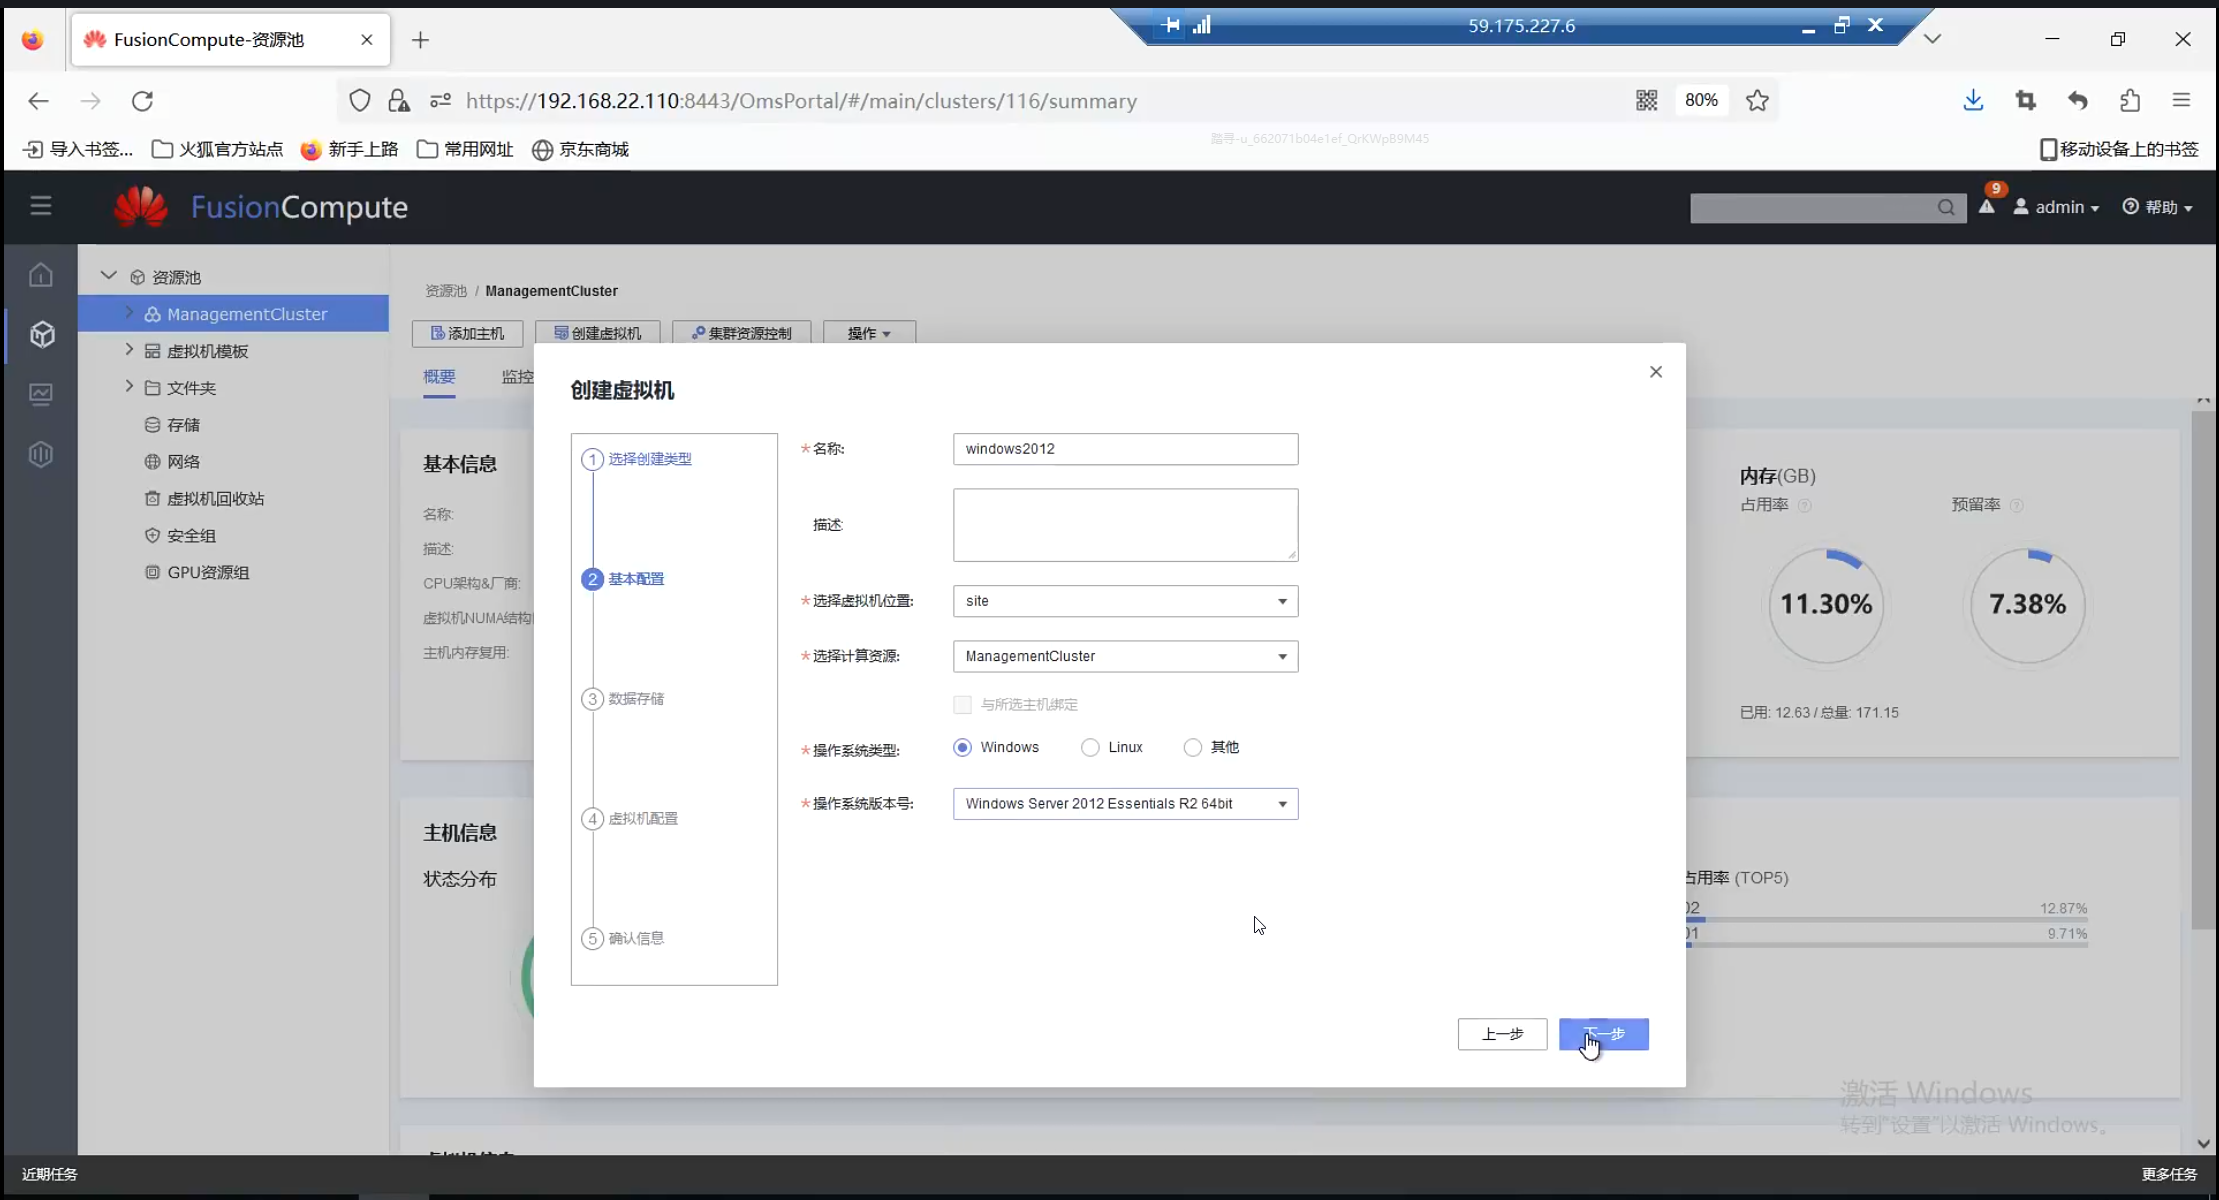 FusionCompute-资源池
59.175.227.6
https://192.168.22.110:8443/OmsPortal/#/main/clusters/116/summary
80%
导入书签...
火狐官方站点
新手上路
常用网址
京东商城
踏寻-u_662071b04e1ef_QrKWpB9M45
移动设备上的书签
FusionCompute
9
admin
帮助
资源池
ManagementCluster
虚拟机模板
文件夹
存储
网络
虚拟机回收站
安全组
GPU资源组
资源池 / ManagementCluster
添加主机
创建虚拟机
集群资源控制
操作
概要
监控
基本信息
名称:
描述:
CPU架构&厂商:
虚拟机NUMA结构
主机内存复用:
主机信息
状态分布
创建虚拟机
1 选择创建类型
2 基本配置
3 数据存储
4 虚拟机配置
5 确认信息
*名称:
windows2012
描述:
*选择虚拟机位置:
site
*选择计算资源:
ManagementCluster
与所选主机绑定
*操作系统类型:
Windows
Linux
其他
*操作系统版本号:
Windows Server 2012 Essentials R2 64bit
上一步
下一步
内存(GB)
占用率
预留率
11.30%
7.38%
已用: 12.63 / 总量: 171.15
占用率 (TOP5)
02
12.87%
01
9.71%
激活 Windows
转到"设置"以激活 Windows。
近期任务
更多任务